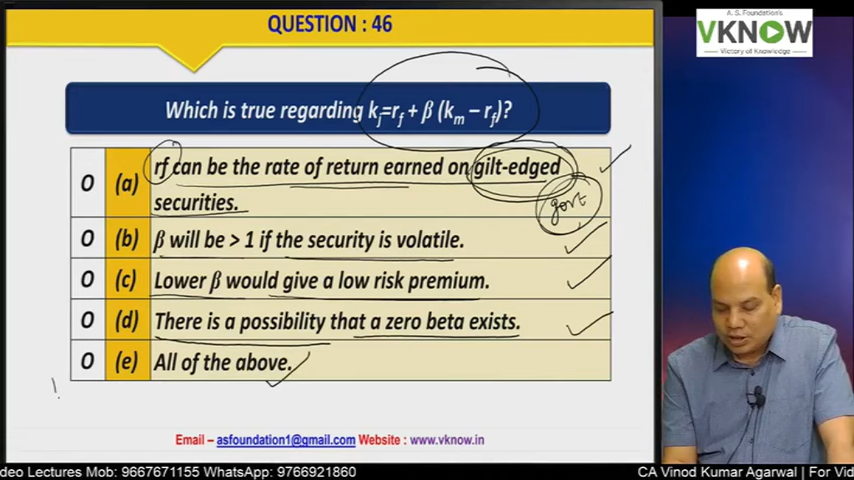 QUESTION : 46
A. S. Foundation's
VKNOW
Victory of Knowledge
Which is true regarding kj=rf + β (km – rf)?
O (a) rf can be the rate of return earned on gilt-edged
securities.
govt
O (b) β will be > 1 if the security is volatile.
O (c) Lower β would give a low risk premium.
O (d) There is a possibility that a zero beta exists.
O (e) All of the above.
Email – asfoundation1@gmail.com Website : www.vknow.in
deo Lectures Mob: 9667671155 WhatsApp: 9766921860
CA Vinod Kumar Agarwal | For Vid